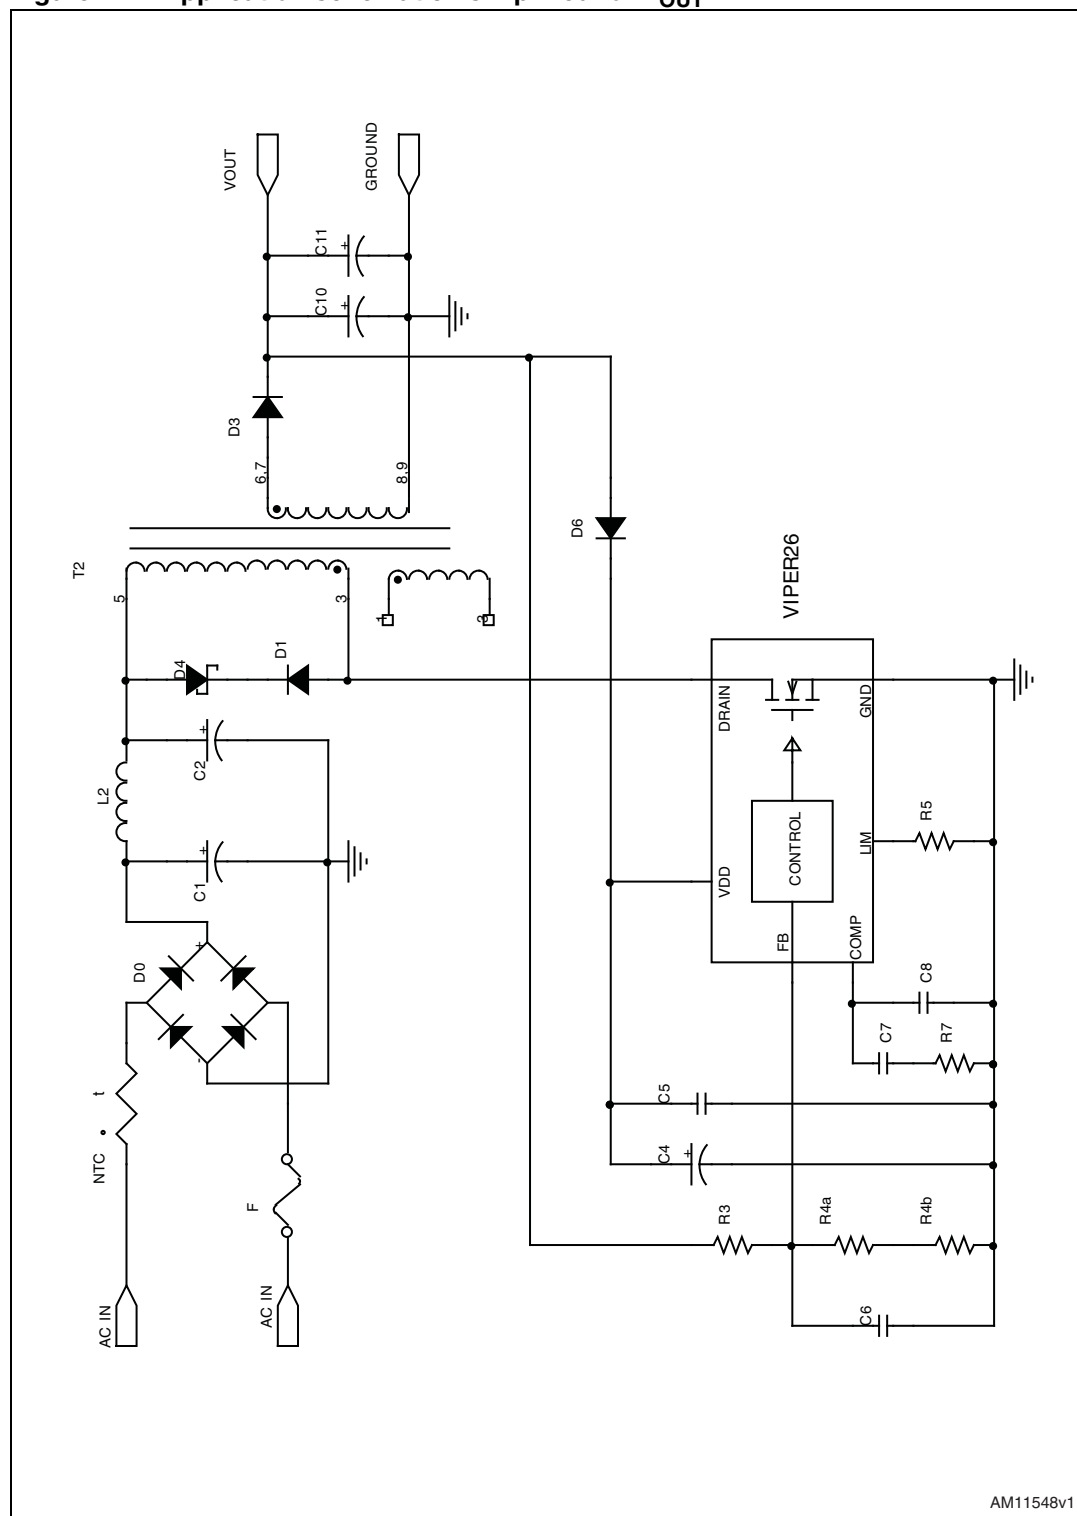 OUT
VOUT
GROUND
C11
+
C10
+
D3
6,7
8,9
T2
5
3
1
D6
VIPER26
D4
D1
DRAIN
GND
C2
+
L2
C1
+
VDD
CONTROL
LIM
R5
D0
+
-
FB
COMP
C8
C7
R7
NTC
t
C5
C4
+
F
R3
R4a
R4b
AC IN
AC IN
C6
AM11548v1